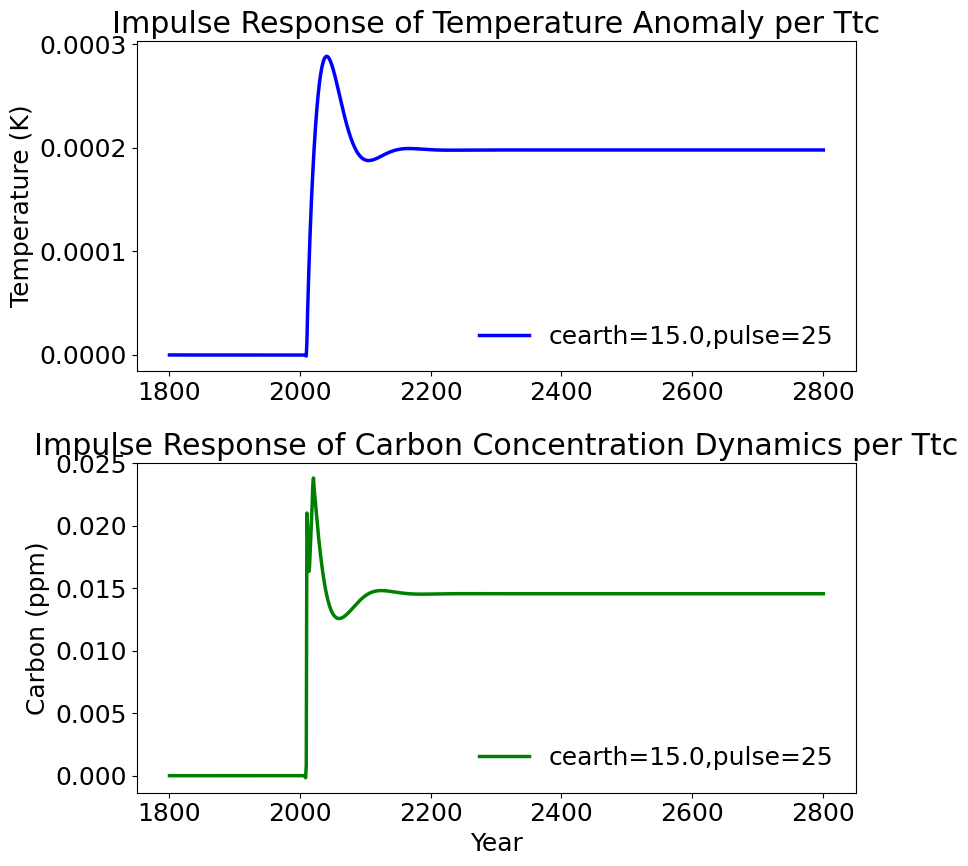 Impulse Response of Temperature Anomaly per Ttc
Temperature (K)
0.0003
0.0002
0.0001
0.0000
cearth=15.0,pulse=25
1800 2000 2200 2400 2600 2800
Impulse Response of Carbon Concentration Dynamics per Ttc
Carbon (ppm)
0.025
0.020
0.015
0.010
0.005
0.000
cearth=15.0,pulse=25
1800 2000 2200 2400 2600 2800
Year